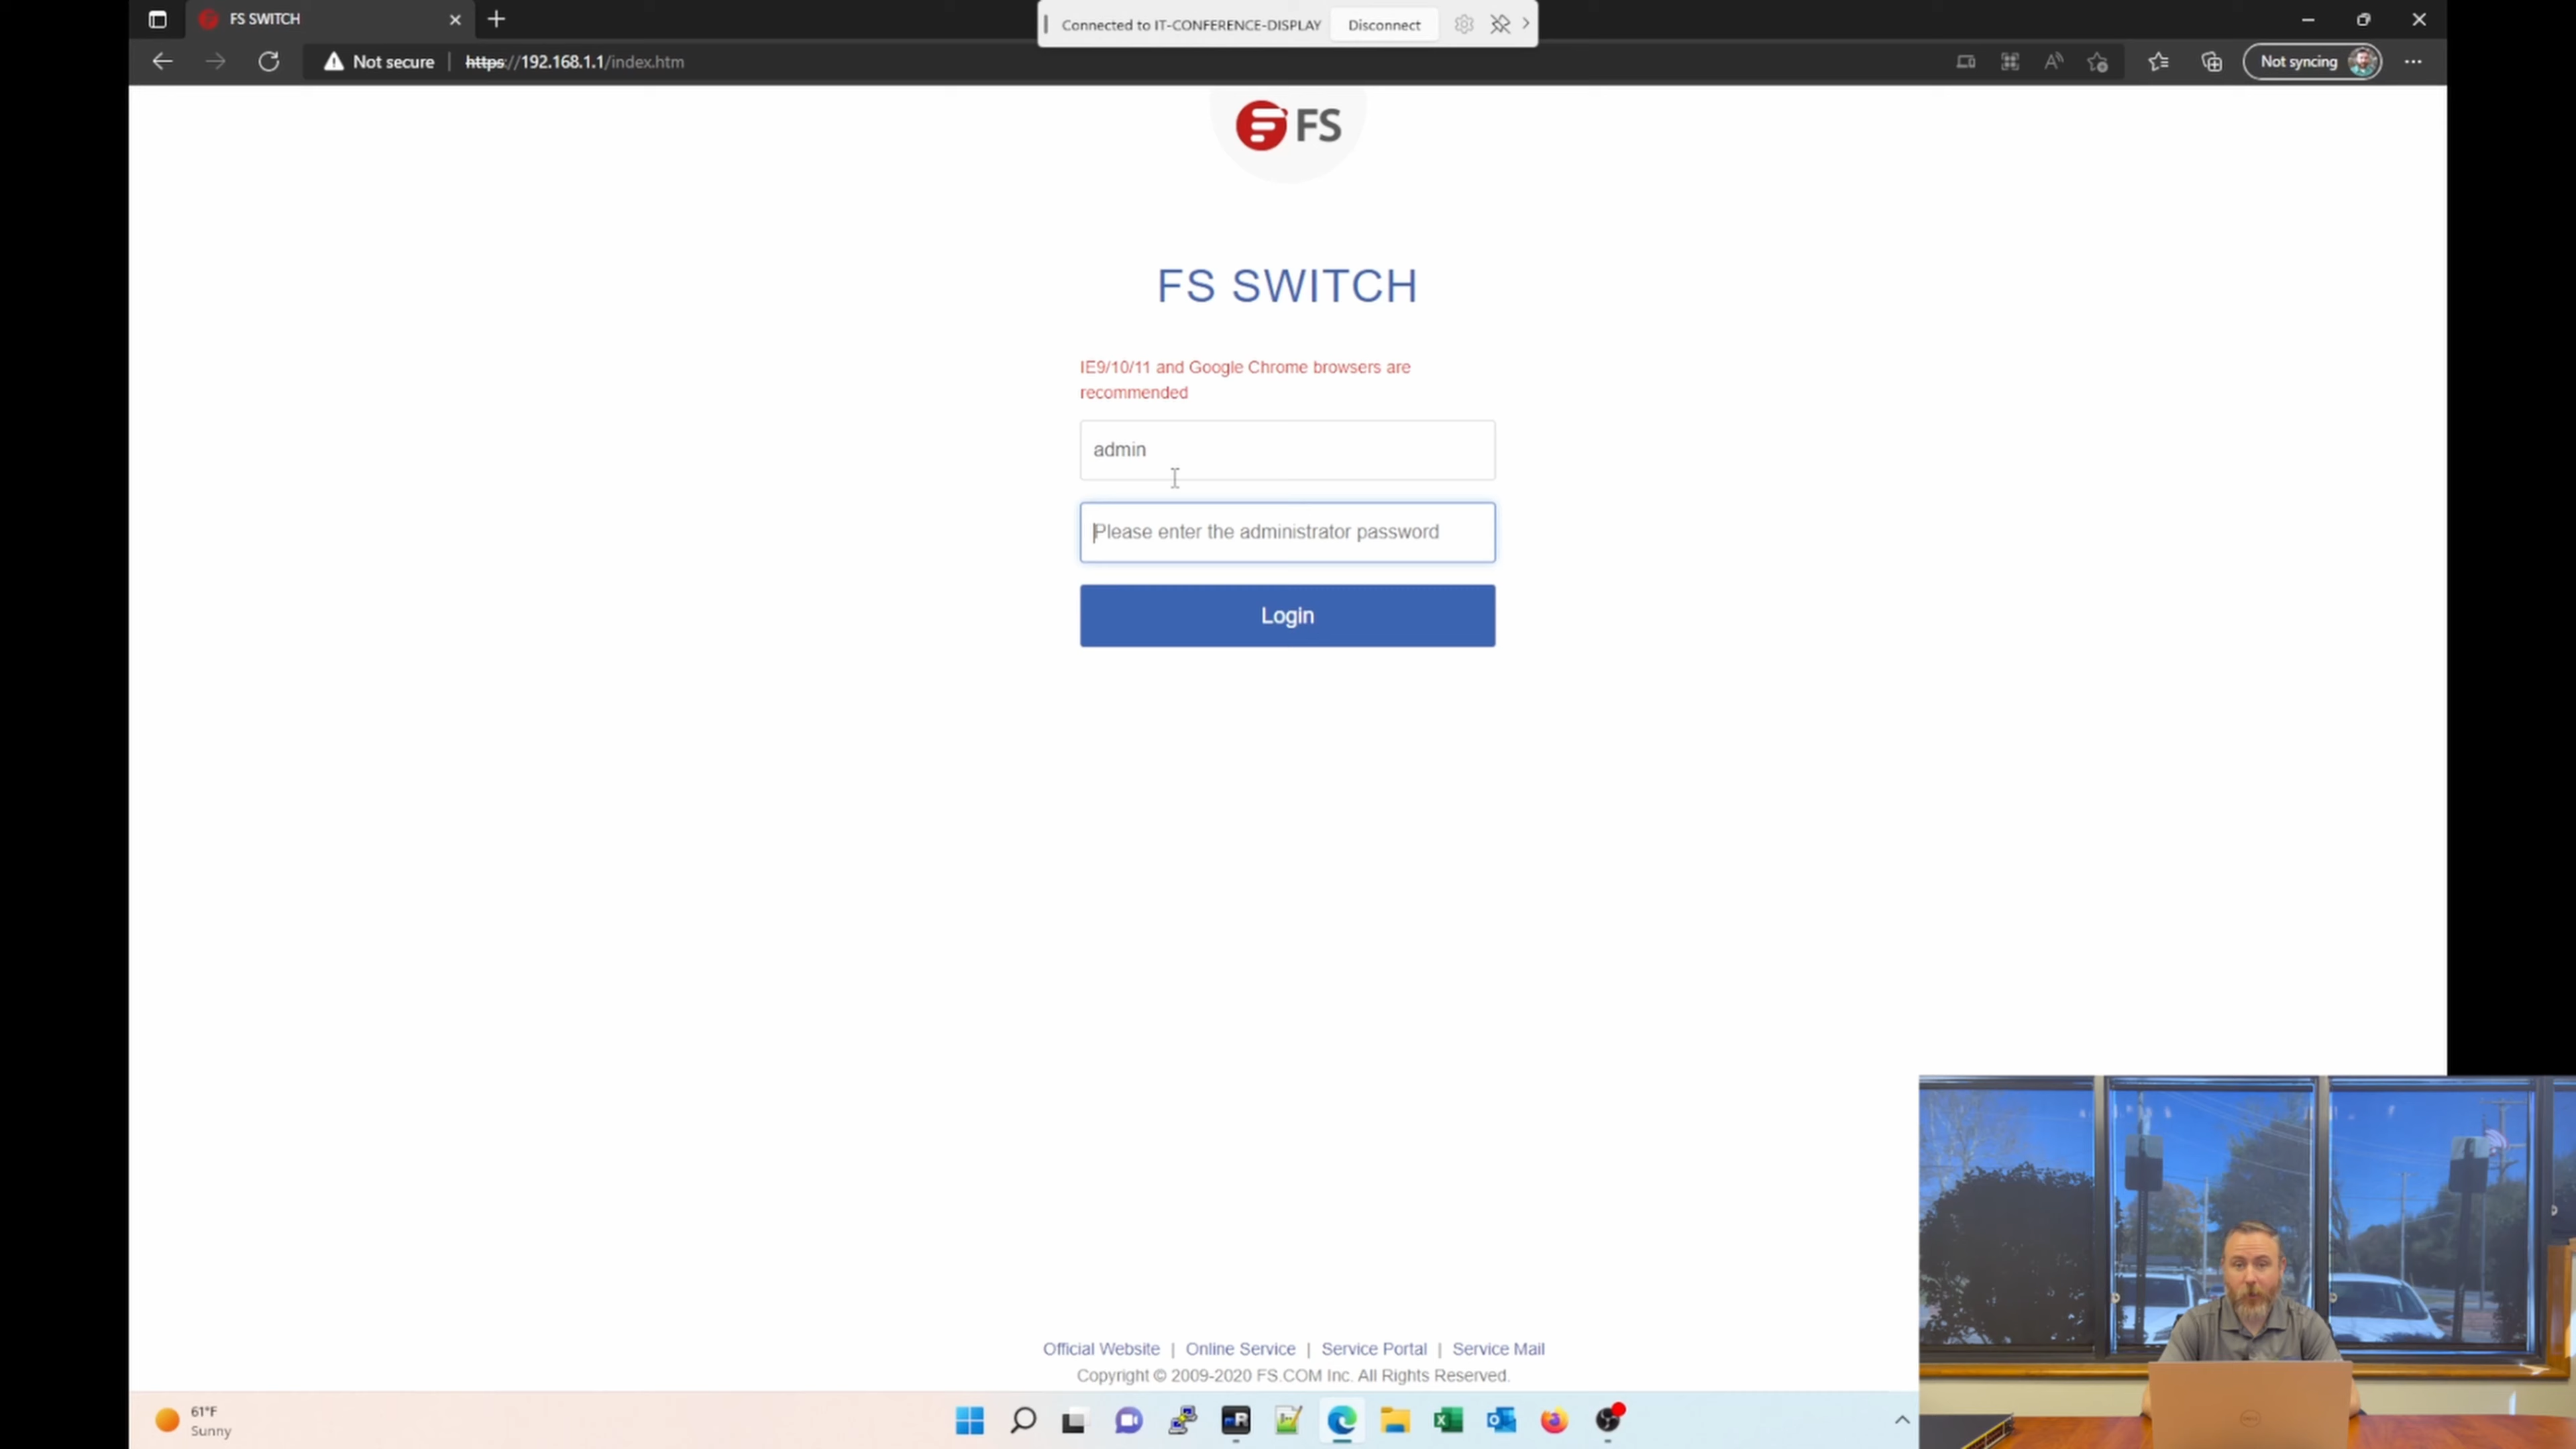 FS SWITCH
Connected to IT-CONFERENCE-DISPLAY Disconnect
Not secure https://192.168.1.1/index.htm Not syncing
FS
FS SWITCH
IE9/10/11 and Google Chrome browsers are
recommended
admin
Please enter the administrator password
Login
Official Website | Online Service | Service Portal | Service Mail
Copyright © 2009-2020 FS.COM Inc. All Rights Reserved.
61°F
Sunny